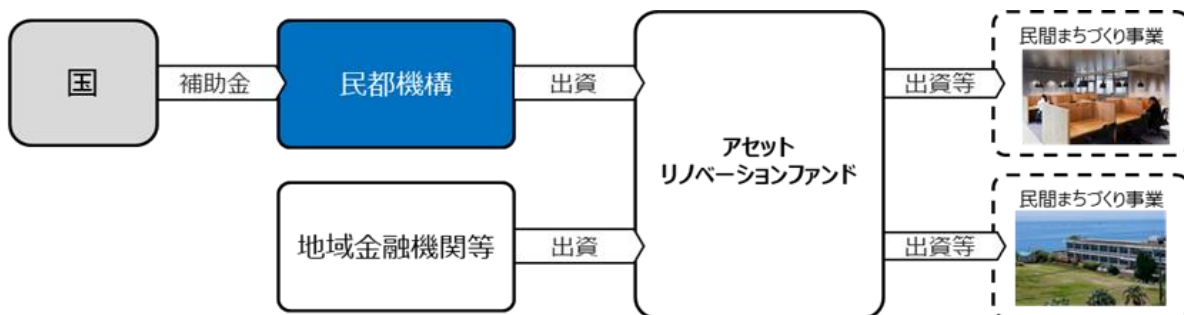 国
補助金
民都機構
出資
地域金融機関等
出資
アセット
リノベーションファンド
出資等
民間まちづくり事業
出資等
民間まちづくり事業